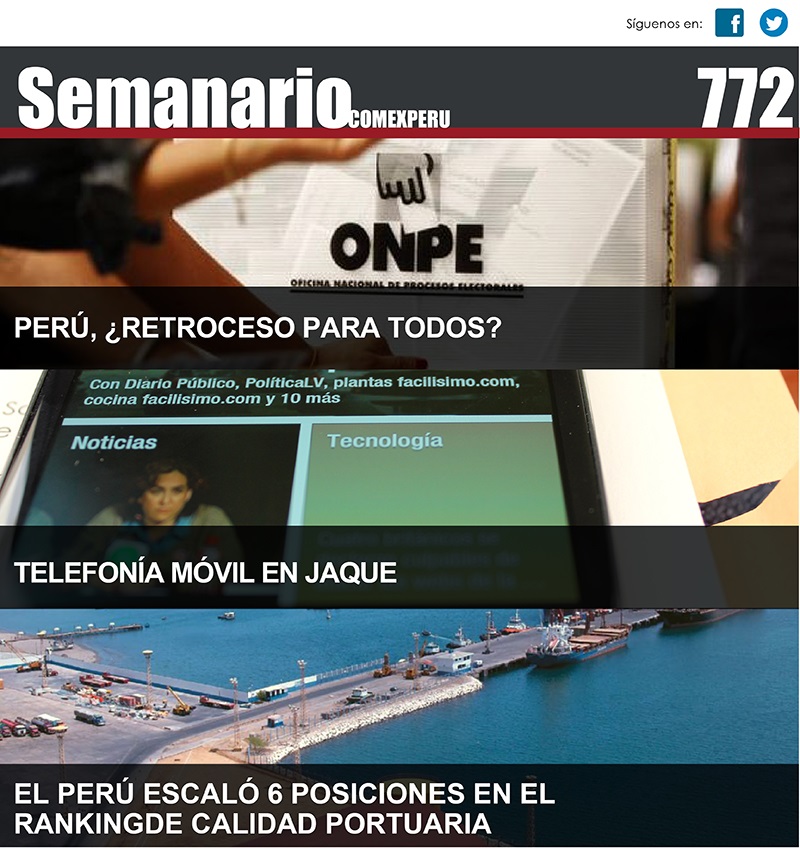 Síguenos en:
Semanario COMEXPERU
772
ONPE
OFICINA NACIONAL DE PROCESOS ELECTORALES
PERÚ, ¿RETROCESO PARA TODOS?
Con Diario Público, PolíticaLV, plantas facilisimo.com,
cocina facilisimo.com y 10 más
Noticias
Tecnología
TELEFONÍA MÓVIL EN JAQUE
EL PERÚ ESCALÓ 6 POSICIONES EN EL
RANKINGDE CALIDAD PORTUARIA